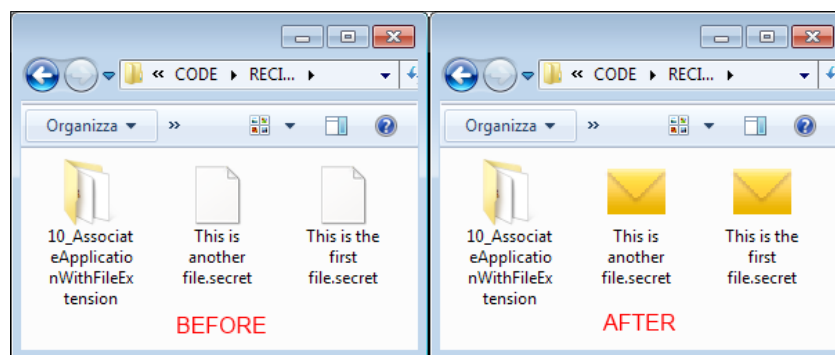 « CODE ▸ RECI... ▸
Organizza »
10_Associat
eApplicatio
nWithFileEx
tension
This is
another
file.secret
This is the
first
file.secret
BEFORE
« CODE ▸ RECI... ▸
Organizza »
10_Associat
eApplicatio
nWithFileEx
tension
This is
another
file.secret
This is the
first
file.secret
AFTER